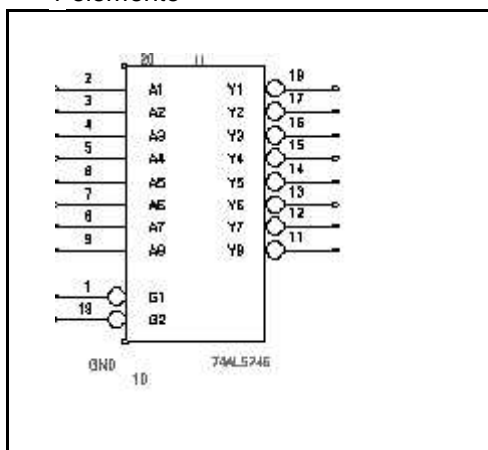 20
2 A1 Y1 18
3 A2 Y2 17
4 A3 Y3 16
5 A4 Y4 15
6 A5 Y5 14
7 A6 Y6 13
8 A7 Y7 12
9 A8 Y8 11
1 G1
19 G2
GND 74ALS746
10